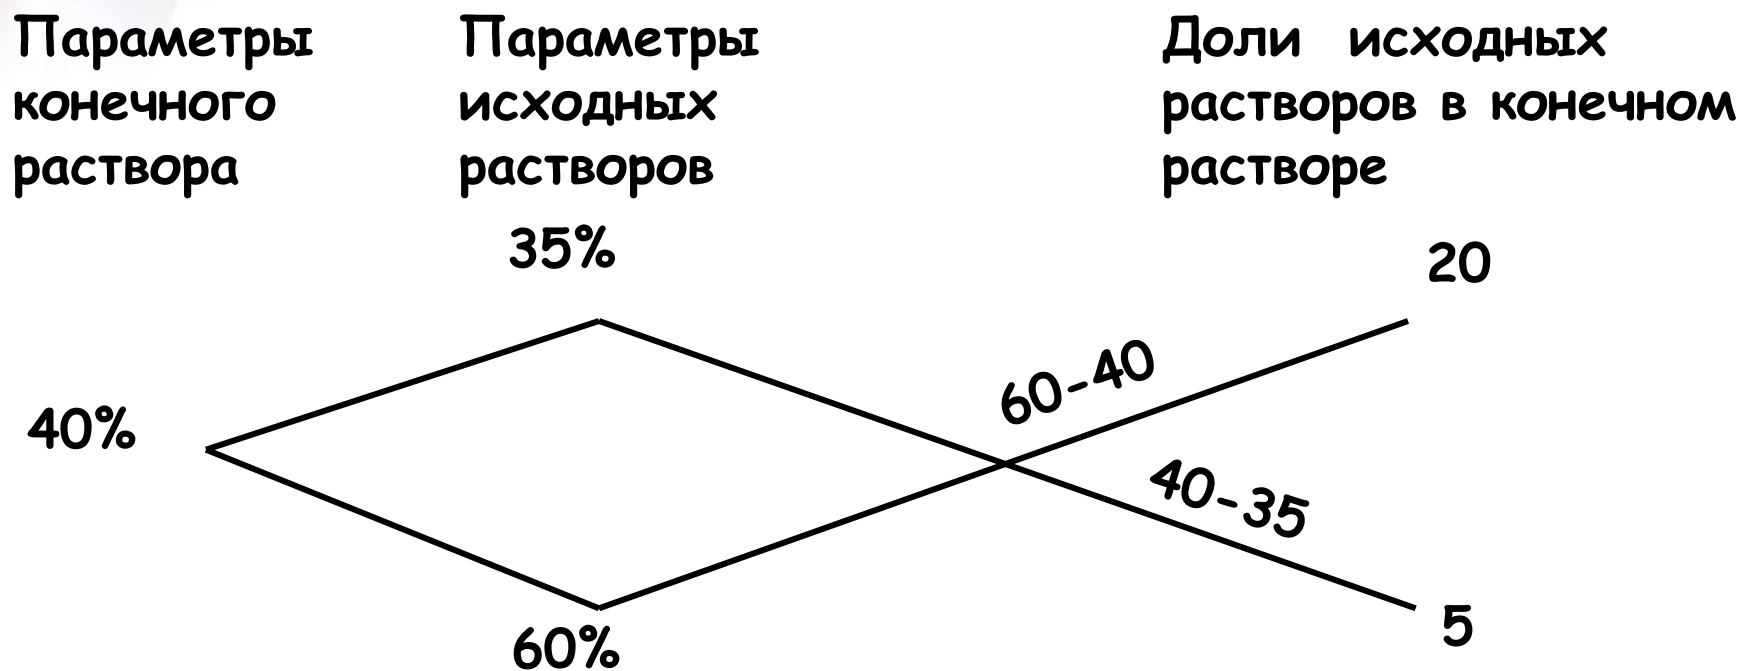 Параметры
конечного
раствора
Параметры
исходных
растворов
Доли исходных
растворов в конечном
растворе
35%
20
60-40
40%
40-35
60%
5